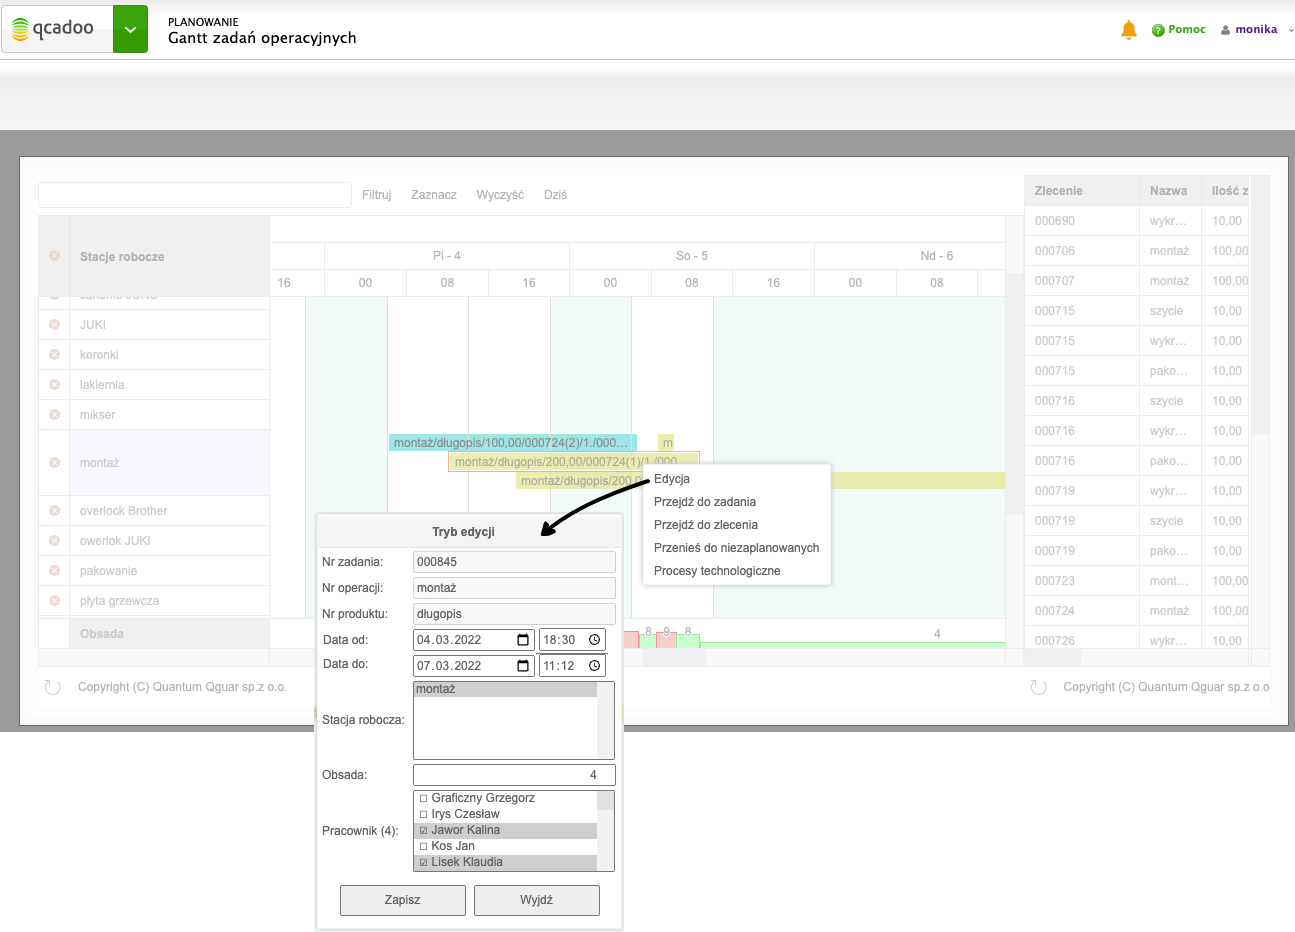 qcadoo
PLANOWANIE
Gantt zadań operacyjnych
Pomoc
monika
Filtruj Zaznacz Wyczyść Dziś
Stacje robocze
Pi - 4 So - 5 Nd - 6
16 00 08 16 00 08 16 00 08
JUKI
koronki
lakiernia
mikser
montaż
overlock Brother
owerlok JUKI
pakowanie
płyta grzewcza
Obsada
montaż/długopis/100,00/000724(2)/1./000... m
montaż/długopis/200,00/000724(1)/1./000
montaż/długopis/200,0
8 9 8 4
Edycja
Przejdź do zadania
Przejdź do zlecenia
Przenieś do niezaplanowanych
Procesy technologiczne
Zlecenie Nazwa Ilość z
000690 wykr... 10,00
000706 montaż 100,00
000707 montaż 100,00
000715 szycie 10,00
000715 wykr... 10,00
000715 pako... 10,00
000716 szycie 10,00
000716 wykr... 10,00
000716 pako... 10,00
000719 wykr... 10,00
000719 szycie 10,00
000719 pako... 10,00
000723 mont... 100,00
000724 montaż 100,00
000726 wykr... 10,00
Copyright (C) Quantum Qguar sp.z o.o.
Copyright (C) Quantum Qguar sp.z o.o
Tryb edycji
Nr zadania: 000845
Nr operacji: montaż
Nr produktu: długopis
Data od: 04.03.2022 18:30
Data do: 07.03.2022 11:12
Stacja robocza: montaż
Obsada: 4
Pracownik (4):
Graficzny Grzegorz
Irys Czesław
Jawor Kalina
Kos Jan
Lisek Klaudia
Zapisz Wyjdź